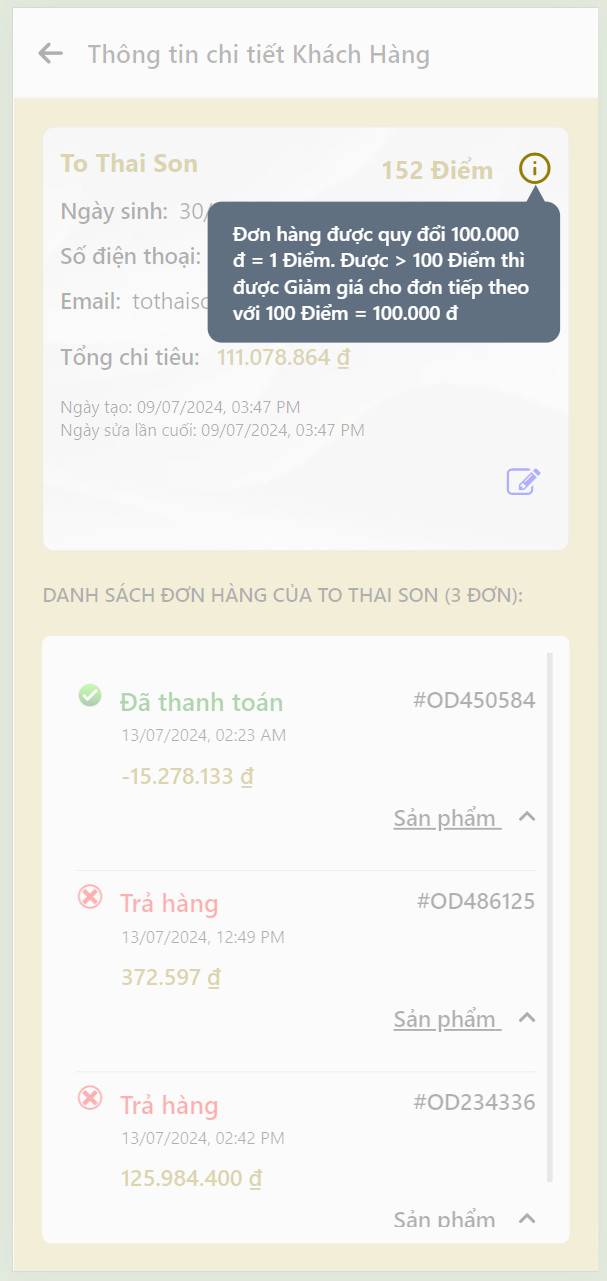 Thông tin chi tiết Khách Hàng
To Thai Son
152 Điểm
Ngày sinh: 30/
Đơn hàng được quy đổi 100.000
đ = 1 Điểm. Được > 100 Điểm thì
được Giảm giá cho đơn tiếp theo
với 100 Điểm = 100.000 đ
Số điện thoại:
Email: tothaiso
Tổng chi tiêu: 111.078.864 ₫
Ngày tạo: 09/07/2024, 03:47 PM
Ngày sửa lần cuối: 09/07/2024, 03:47 PM
DANH SÁCH ĐƠN HÀNG CỦA TO THAI SON (3 ĐƠN):
Đã thanh toán
#OD450584
13/07/2024, 02:23 AM
-15.278.133 ₫
Sản phẩm
Trả hàng
#OD486125
13/07/2024, 12:49 PM
372.597 ₫
Sản phẩm
Trả hàng
#OD234336
13/07/2024, 02:42 PM
125.984.400 ₫
Sản phẩm